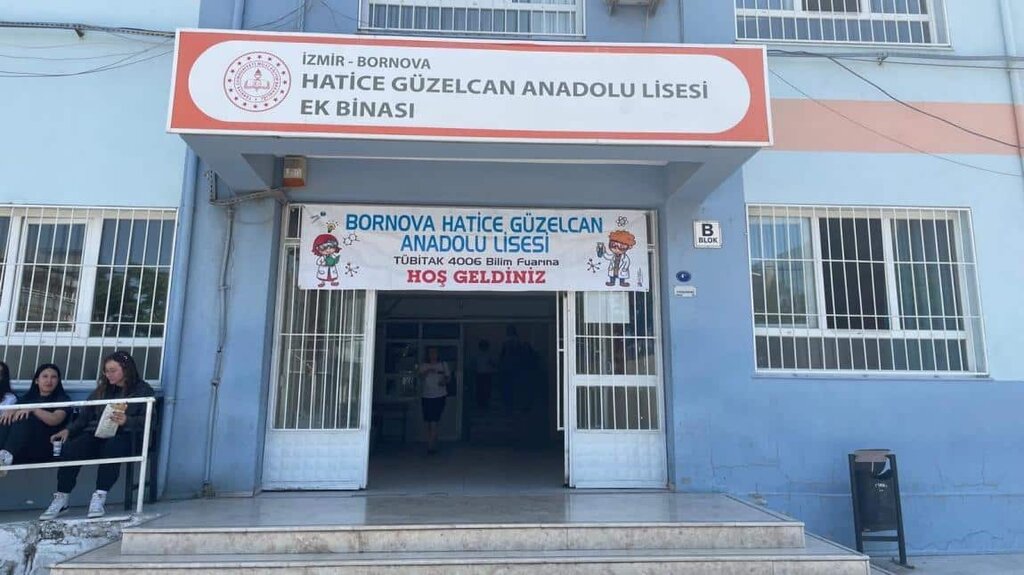 İZMİR - BORNOVA
HATİCE GÜZELCAN ANADOLU LİSESİ
EK BİNASI
BORNOVA HATİCE GÜZELCAN
ANADOLU LİSESİ
TÜBİTAK 4006 Bilim Fuarına
HOŞ GELDİNİZ
B
BLOK